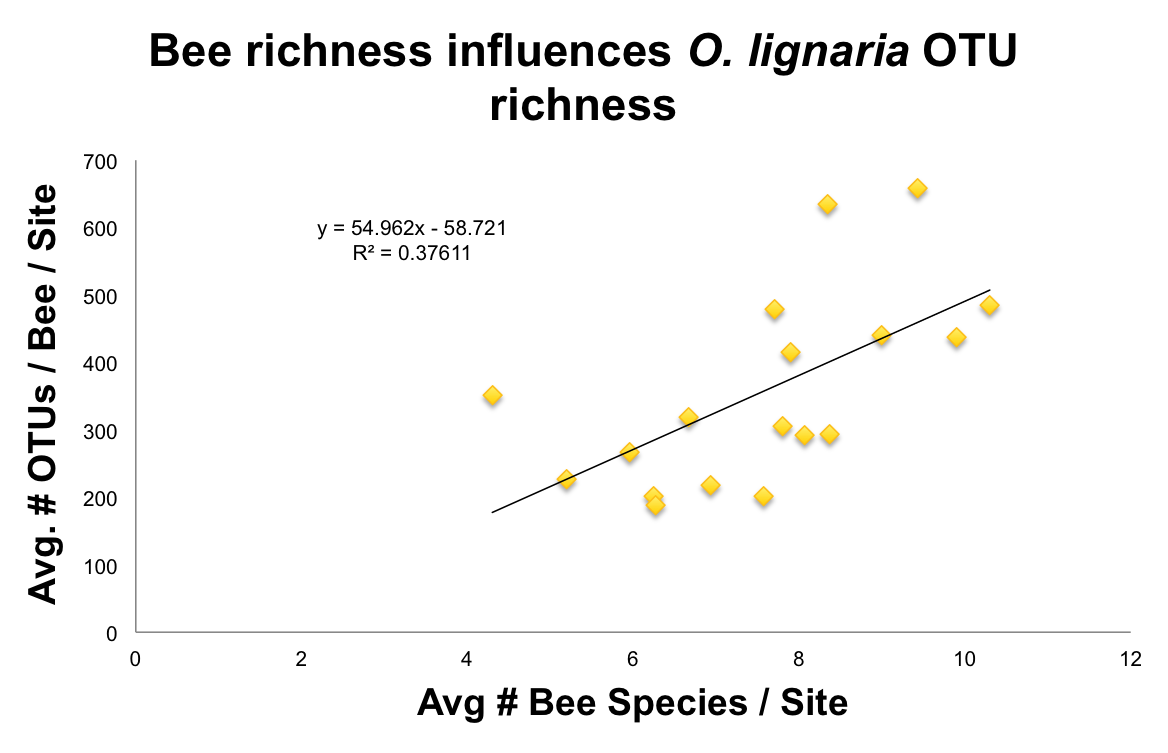 Bee richness influences O. lignaria OTU
richness
700
600
500
400
300
200
100
0
y = 54.962x - 58.721
R² = 0.37611
Avg. # OTUs / Bee / Site
0 2 4 6 8 10 12
Avg # Bee Species / Site